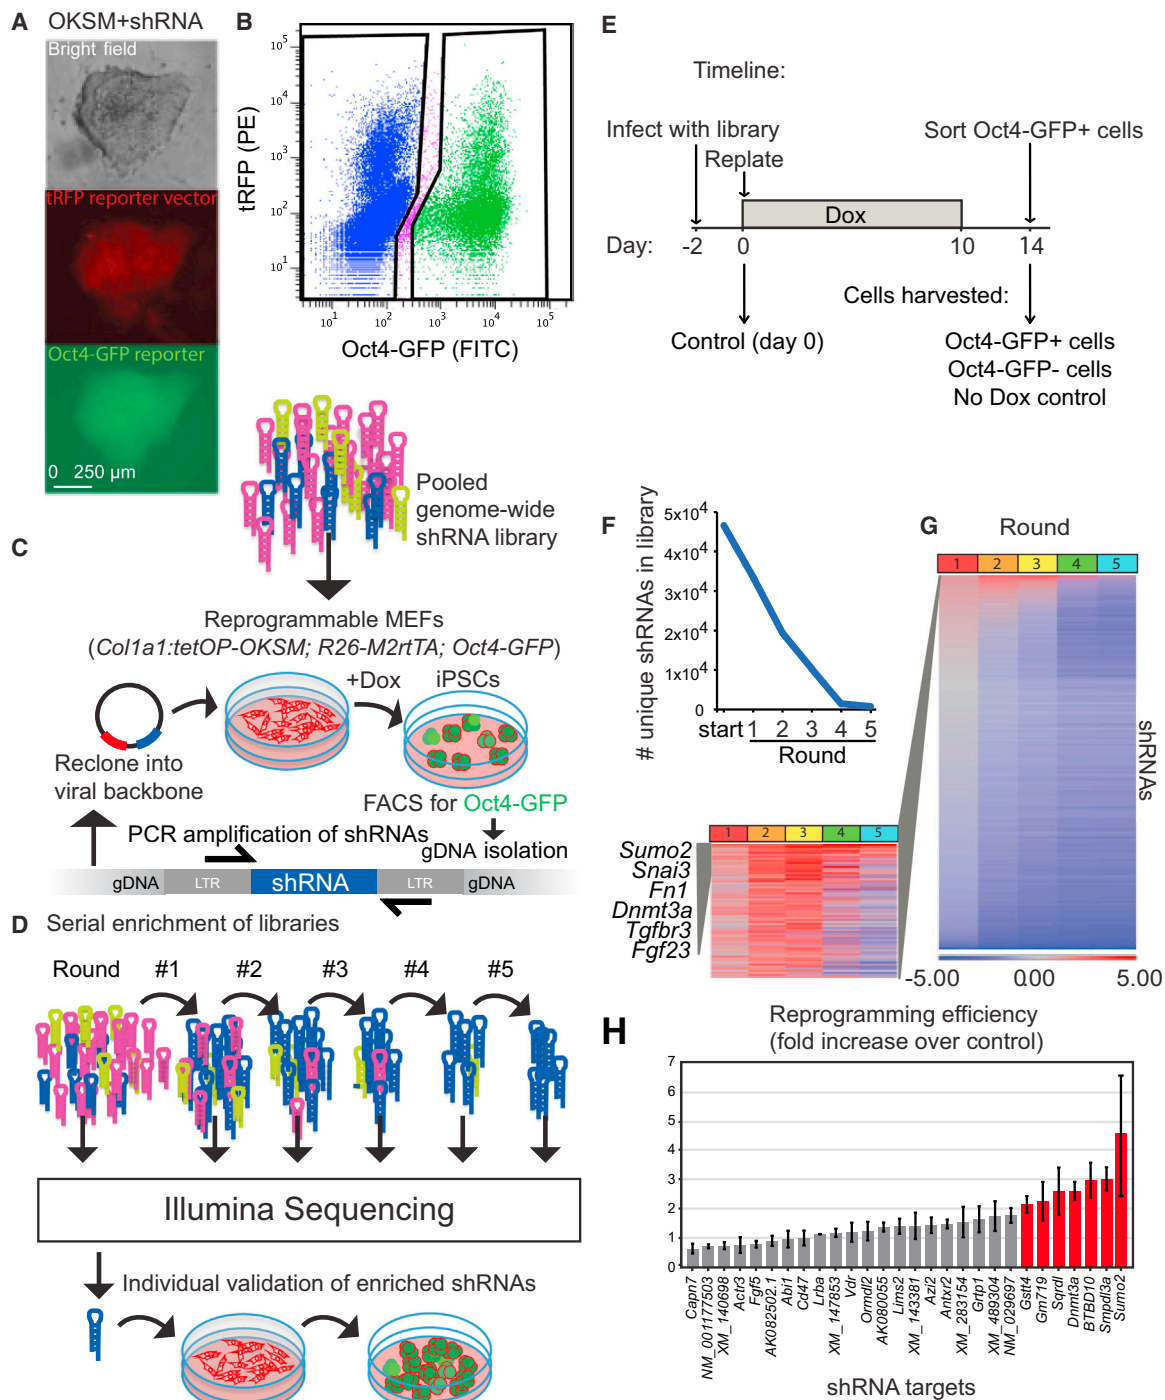 A
OKSM+shRNA
Bright field
tRFP reporter vector
Oct4-GFP reporter
0 250 µm
B
tRFP (PE)
10^5
10^4
10^3
10^2
10^1
10^1 10^2 10^3 10^4 10^5
Oct4-GFP (FITC)
Pooled
genome-wide
shRNA library
C
Reprogrammable MEFs
(Col1a1:tetOP-OKSM; R26-M2rtTA; Oct4-GFP)
+Dox
iPSCs
Reclone into
viral backbone
FACS for Oct4-GFP
PCR amplification of shRNAs
gDNA isolation
gDNA LTR shRNA LTR gDNA
D
Serial enrichment of libraries
Round #1 #2 #3 #4 #5
Illumina Sequencing
Individual validation of enriched shRNAs
E
Timeline:
Infect with library
Replate
Sort Oct4-GFP+ cells
Dox
Day: -2 0 10 14
Cells harvested:
Control (day 0)
Oct4-GFP+ cells
Oct4-GFP- cells
No Dox control
F
# unique shRNAs in library
5x10^4
4x10^4
3x10^4
2x10^4
1x10^4
0
start 1 2 3 4 5
Round
G
Round
1 2 3 4 5
shRNAs
1 2 3 4 5
Sumo2
Snai3
Fn1
Dnmt3a
Tgfbr3
Fgf23
-5.00 0.00 5.00
H
Reprogramming efficiency
(fold increase over control)
7
6
5
4
3
2
1
0
Capn7
NM_001177503
XM_140698
Actr3
Fgf5
AK082502.1
Abi1
Cd47
Lrba
XM_147853
Vdr
Ormdl2
AK080055
Lims2
XM_143381
Azi2
Antxr2
XM_283154
Grtp1
XM_489304
NM_029697
Gstt4
Gm719
Sqrdl
Dnmt3a
BTBD10
Smpdl3a
Sumo2
shRNA targets